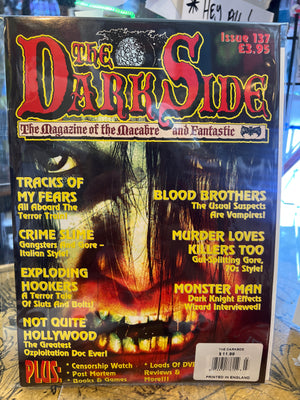 * HEY BILL
Issue 137
£3.95
THE
DARK SIDE
The Magazine of the Macabre and Fantastic
TRACKS OF
MY FEARS
All Aboard The
Terror Train!
CRIME SLIME
Gangsters And Gore -
Italian Style!
EXPLODING
HOOKERS
A Terror Tale
Of Sluts And Bolts!
NOT QUITE
HOLLYWOOD
The Greatest
Ozploitation Doc Ever!
BLOOD BROTHERS
The Usual Suspects
Are Vampires!
MURDER LOVES
KILLERS TOO
Gut-Splitting Gore,
70s Style!
MONSTER MAN
Dark Knight Effects
Wizard Interviewed!
PLUS:
• Censorship Watch
• Post Mortem
• Books & Games
• Loads Of DVD
Reviews &
More!!!
THE DARKSIDE
$ 11.99
PRINTED IN ENGLAND